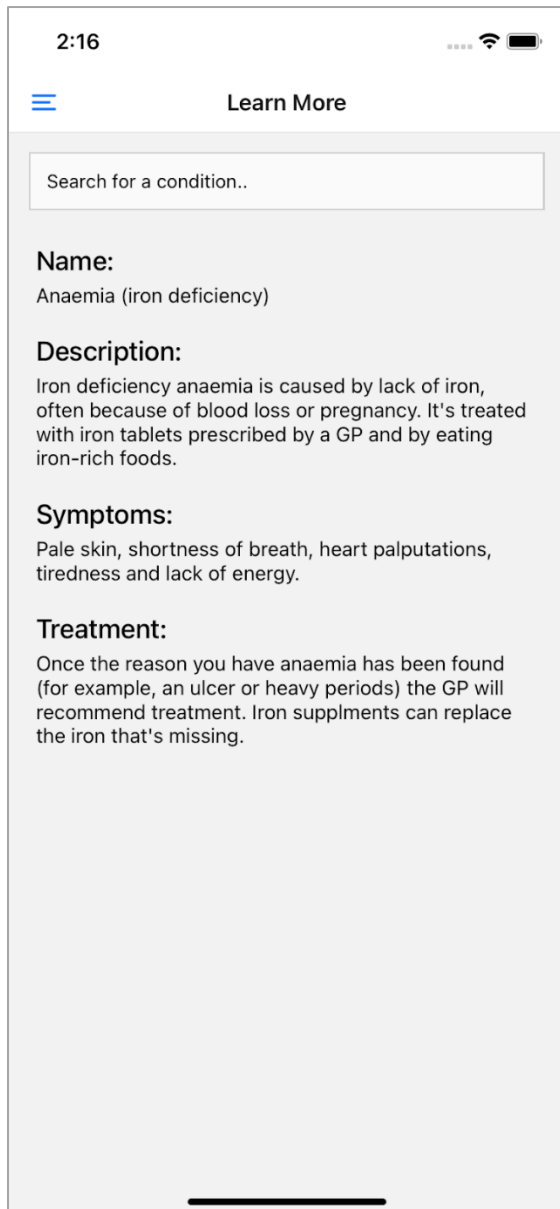 2:16
Learn More
Search for a condition..
Name:
Anaemia (iron deficiency)
Description:
Iron deficiency anaemia is caused by lack of iron,
often because of blood loss or pregnancy. It's treated
with iron tablets prescribed by a GP and by eating
iron-rich foods.
Symptoms:
Pale skin, shortness of breath, heart palputations,
tiredness and lack of energy.
Treatment:
Once the reason you have anaemia has been found
(for example, an ulcer or heavy periods) the GP will
recommend treatment. Iron supplments can replace
the iron that's missing.